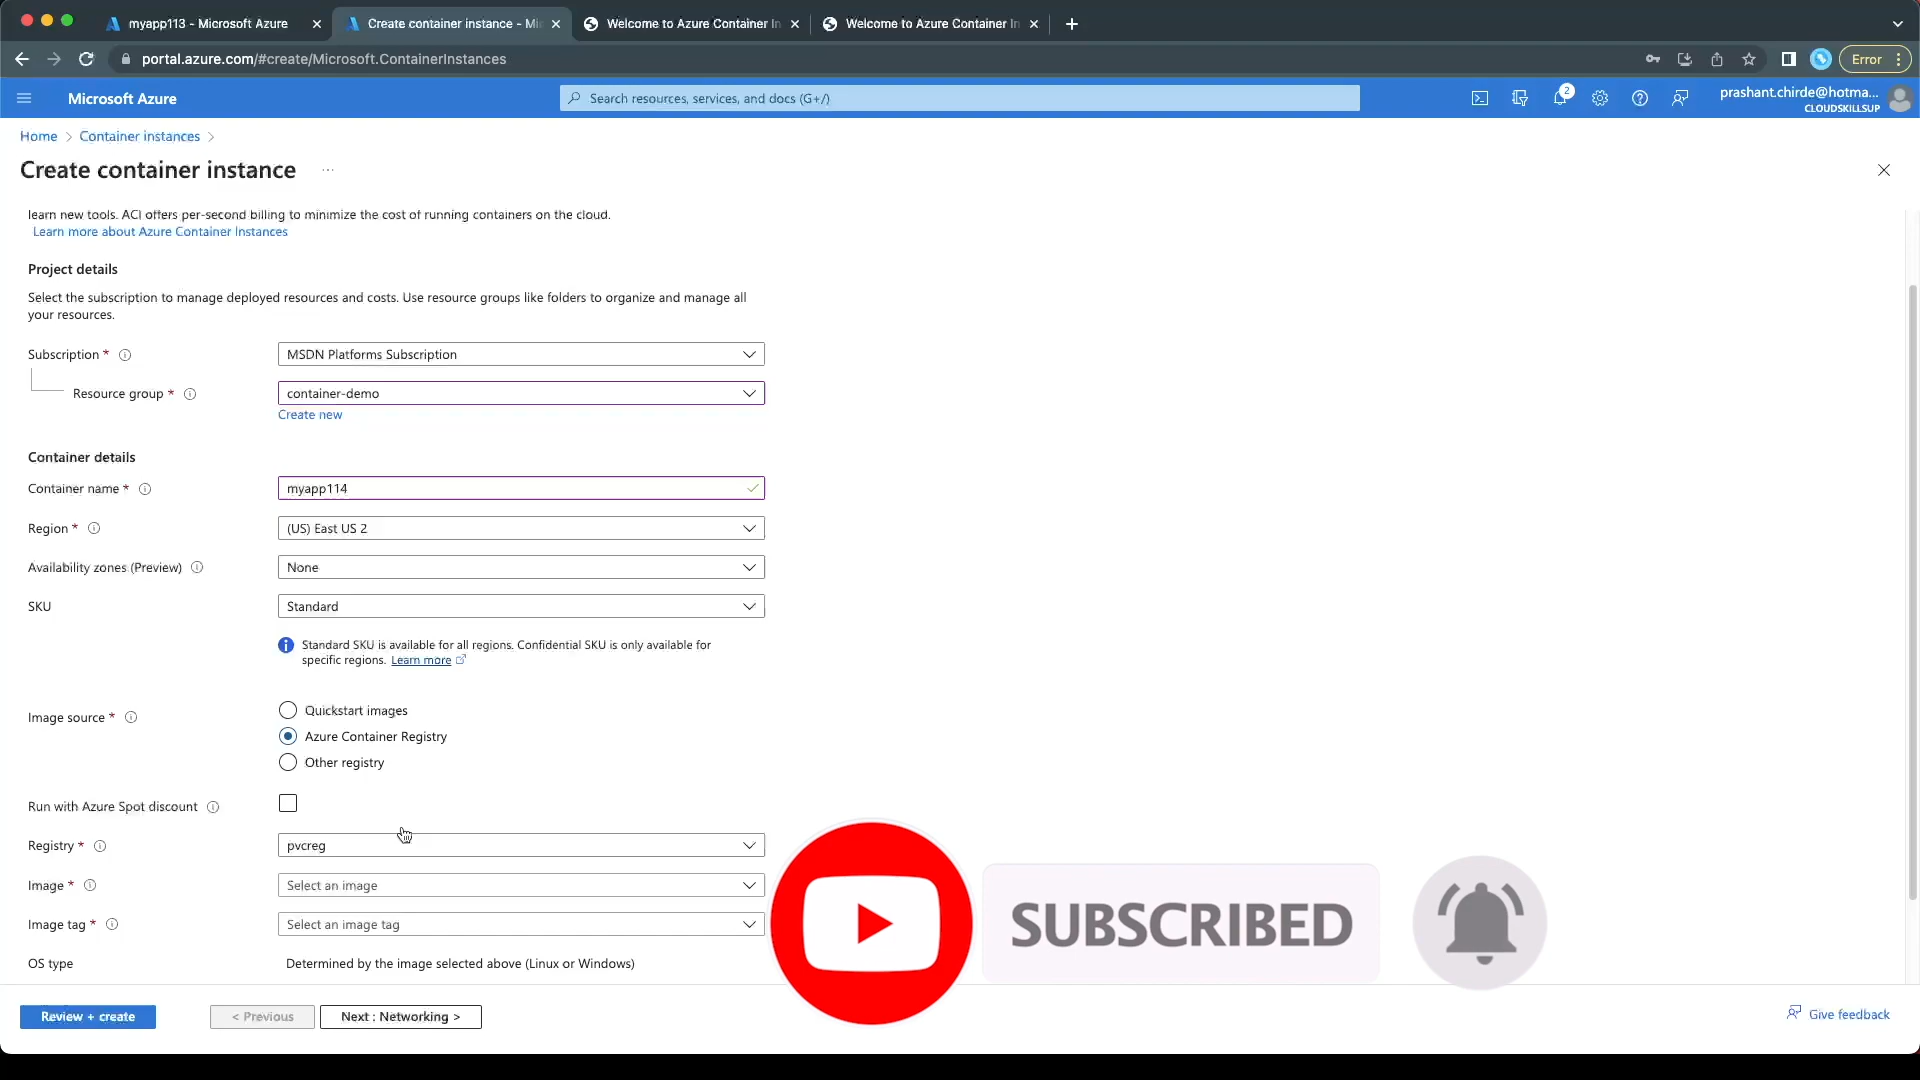 myapp113 - Microsoft Azure
Create container instance - Mi
Welcome to Azure Container In
Welcome to Azure Container In
portal.azure.com/#create/Microsoft.ContainerInstances
Error
Microsoft Azure
Search resources, services, and docs (G+/)
2
prashant.chirde@hotma...
CLOUDSKILLSUP
Home > Container instances >
Create container instance ...
learn new tools. ACI offers per-second billing to minimize the cost of running containers on the cloud.
Learn more about Azure Container Instances
Project details
Select the subscription to manage deployed resources and costs. Use resource groups like folders to organize and manage all
your resources.
Subscription * MSDN Platforms Subscription
Resource group * container-demo
Create new
Container details
Container name * myapp114
Region * (US) East US 2
Availability zones (Preview) None
SKU Standard
Standard SKU is available for all regions. Confidential SKU is only available for
specific regions. Learn more
Image source * Quickstart images
Azure Container Registry
Other registry
Run with Azure Spot discount
Registry * pvcreg
Image * Select an image
Image tag * Select an image tag
OS type Determined by the image selected above (Linux or Windows)
SUBSCRIBED
Review + create
< Previous
Next : Networking >
Give feedback